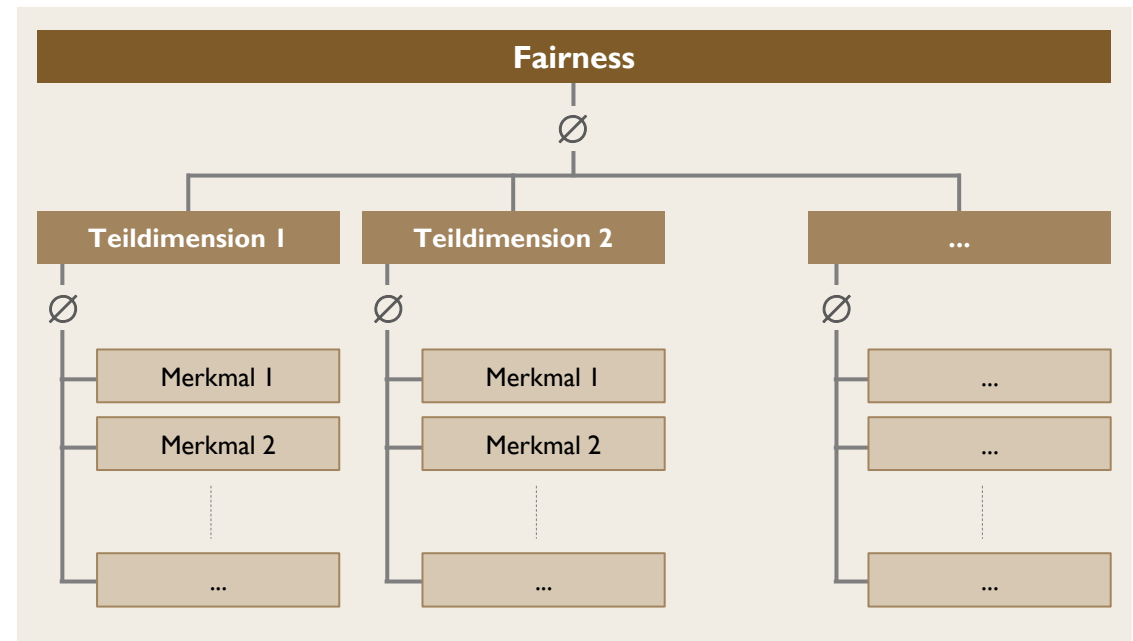 Fairness
∅
Teildimension 1
Teildimension 2
...
∅
∅
∅
Merkmal 1
Merkmal 1
...
Merkmal 2
Merkmal 2
...
...
...
...